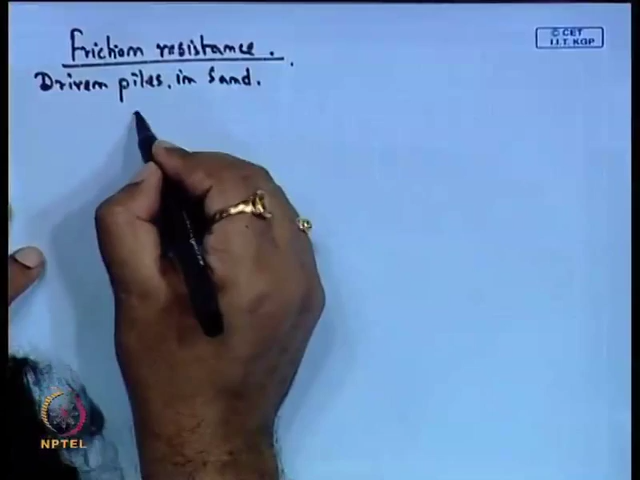 Friction resistance.
Driven piles. in Sand.
© CET
I.I.T. KGP
NPTEL